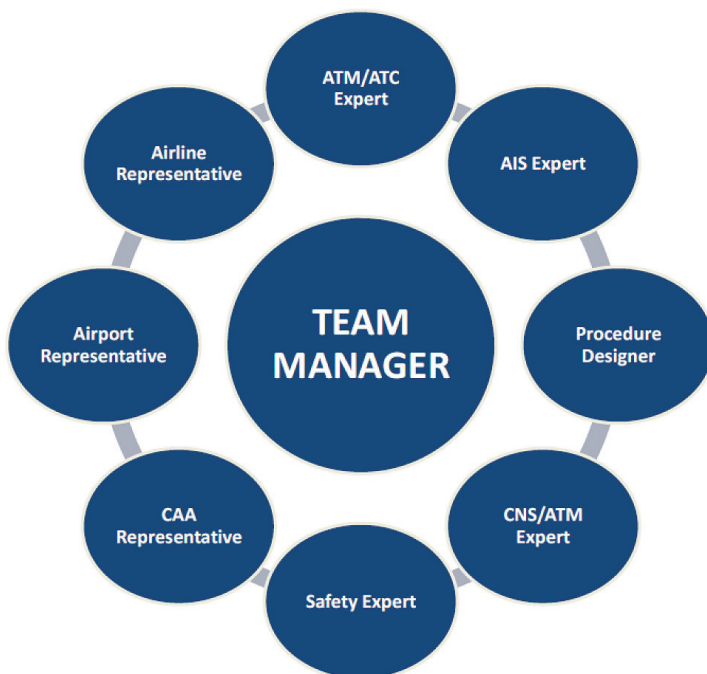 ATM/ATC
Expert
AIS Expert
Procedure
Designer
CNS/ATM
Expert
Safety Expert
CAA
Representative
Airport
Representative
Airline
Representative
TEAM
MANAGER